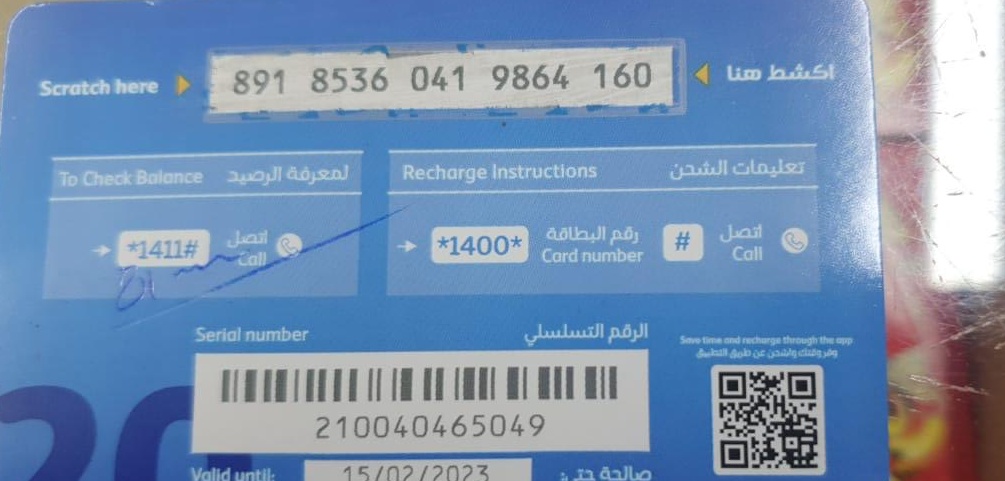 Scratch here 891 8536 041 9864 160 اكشط هنا
To Check Balance لمعرفة الرصيد
*1411# اتصل
Call
Recharge Instructions تعليمات الشحن
*1400* رقم البطاقة # اتصل
Card number Call
Serial number الرقم التسلسلي
210040465049
Save time and recharge through the app
وفر وقتك واشحن عن طريق التطبيق
20
Valid until: 15/02/2023 صالحة حتى: